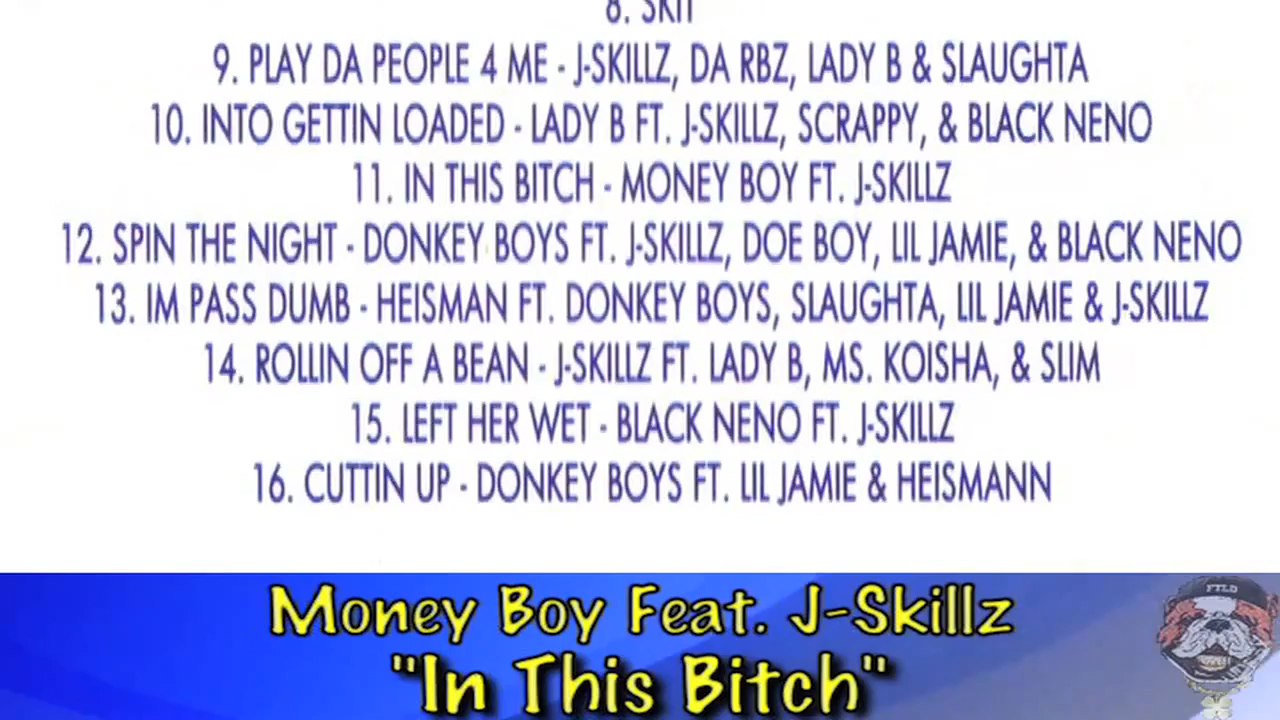 8. SKIT
9. PLAY DA PEOPLE 4 ME - J-SKILLZ, DA RBZ, LADY B & SLAUGHTA
10. INTO GETTIN LOADED - LADY B FT. J-SKILLZ, SCRAPPY, & BLACK NENO
11. IN THIS BITCH - MONEY BOY FT. J-SKILLZ
12. SPIN THE NIGHT - DONKEY BOYS FT. J-SKILLZ, DOE BOY, LIL JAMIE, & BLACK NENO
13. IM PASS DUMB - HEISMAN FT. DONKEY BOYS, SLAUGHTA, LIL JAMIE & J-SKILLZ
14. ROLLIN OFF A BEAN - J-SKILLZ FT. LADY B, MS. KOISHA, & SLIM
15. LEFT HER WET - BLACK NENO FT. J-SKILLZ
16. CUTTIN UP - DONKEY BOYS FT. LIL JAMIE & HEISMANN
Money Boy Feat. J-Skillz
"In This Bitch"
FTLD